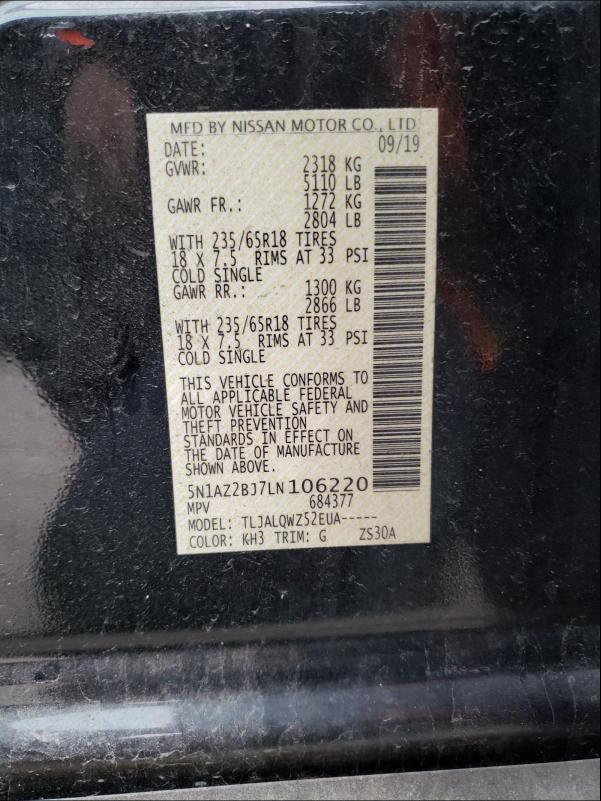 MFD BY NISSAN MOTOR CO., LTD
DATE: 09/19
GVWR: 2318 KG
5110 LB
GAWR FR.: 1272 KG
2804 LB
WITH 235/65R18 TIRES
18 X 7.5 RIMS AT 33 PSI
COLD SINGLE
GAWR RR.: 1300 KG
2866 LB
WITH 235/65R18 TIRES
18 X 7.5 RIMS AT 33 PSI
COLD SINGLE
THIS VEHICLE CONFORMS TO
ALL APPLICABLE FEDERAL
MOTOR VEHICLE SAFETY AND
THEFT PREVENTION
STANDARDS IN EFFECT ON
THE DATE OF MANUFACTURE
SHOWN ABOVE.
5N1AZ2BJ7LN106220
MPV 684377
MODEL: TLJALQWZ52EUA-----
COLOR: KH3 TRIM: G ZS30A